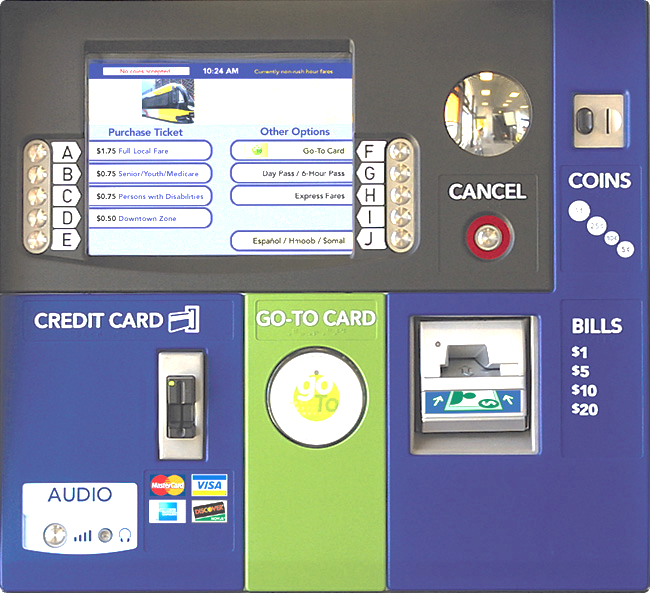 No coins accepted
10:24 AM
Currently non-rush hour fares
Purchase Ticket
Other Options
A
$1.75 Full Local Fare
B
$0.75 Senior/Youth/Medicare
C
$0.75 Persons with Disabilities
D
$0.50 Downtown Zone
E
Go-To Card
F
Day Pass / 6-Hour Pass
G
Express Fares
H
I
Español / Hmoob / Somal
J
CANCEL
COINS
$1
25¢
10¢
5¢
CREDIT CARD
GO-TO CARD
go
To
BILLS
$1
$5
$10
$20
AUDIO
MasterCard
VISA
DISCOVER